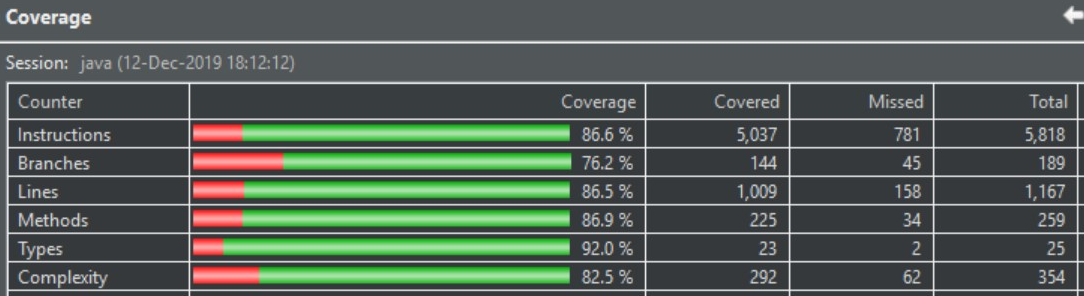 Coverage
Session: java (12-Dec-2019 18:12:12)
Counter Coverage Covered Missed Total
Instructions 86.6 % 5,037 781 5,818
Branches 76.2 % 144 45 189
Lines 86.5 % 1,009 158 1,167
Methods 86.9 % 225 34 259
Types 92.0 % 23 2 25
Complexity 82.5 % 292 62 354